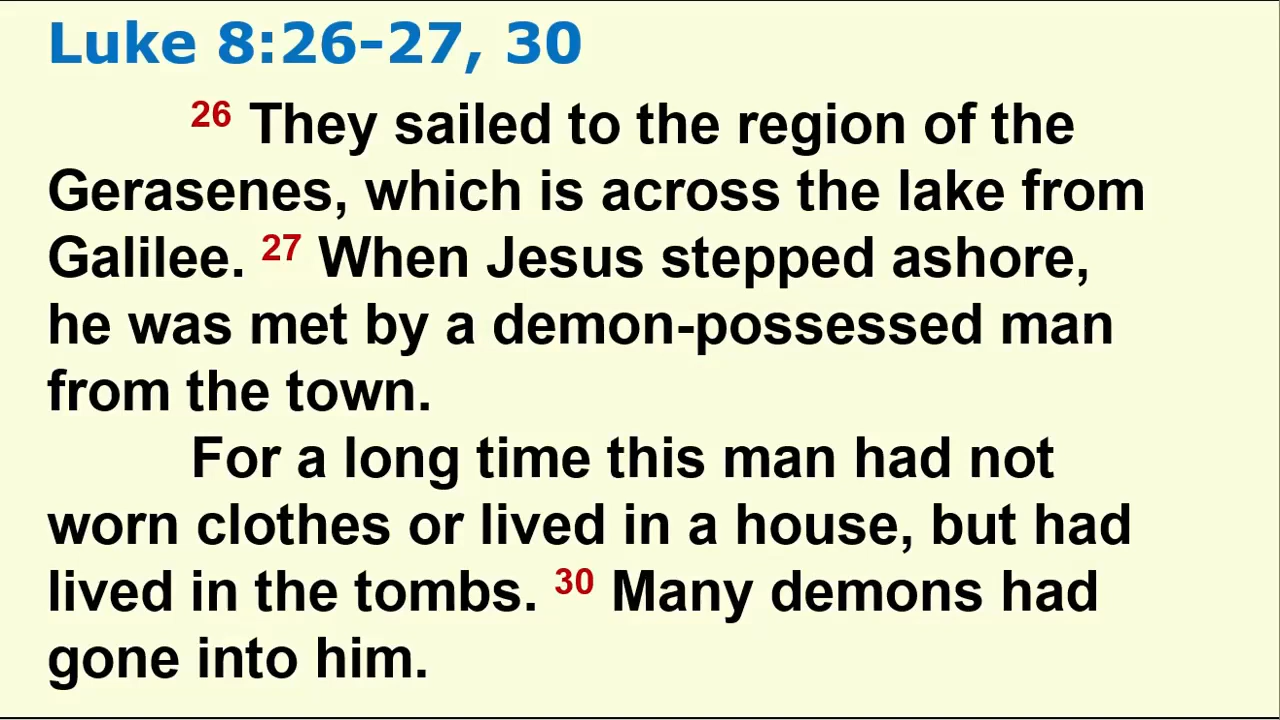 Luke 8:26-27, 30
26 They sailed to the region of the
Gerasenes, which is across the lake from
Galilee. 27 When Jesus stepped ashore,
he was met by a demon-possessed man
from the town.
For a long time this man had not
worn clothes or lived in a house, but had
lived in the tombs. 30 Many demons had
gone into him.